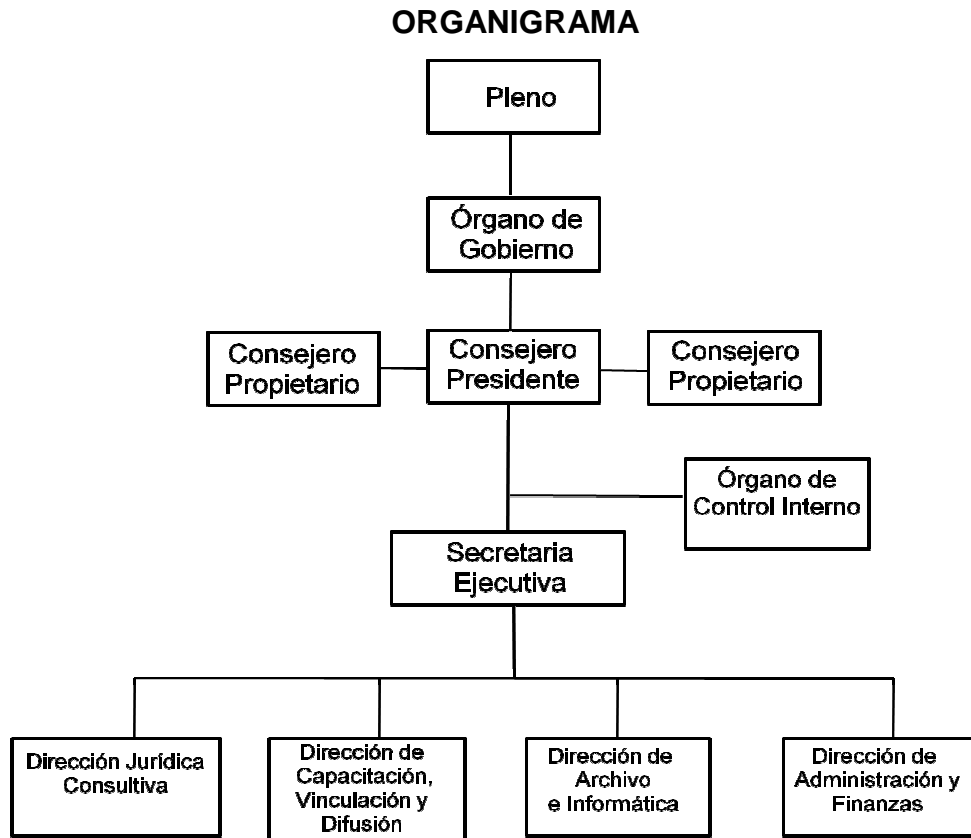 ORGANIGRAMA
Pleno
Órgano de
Gobierno
Consejero
Propietario
Consejero
Presidente
Consejero
Propietario
Órgano de
Control Interno
Secretaria
Ejecutiva
Dirección Jurídica
Consultiva
Dirección de
Capacitación,
Vinculación y
Difusión
Dirección de
Archivo
e Informática
Dirección de
Administración y
Finanzas